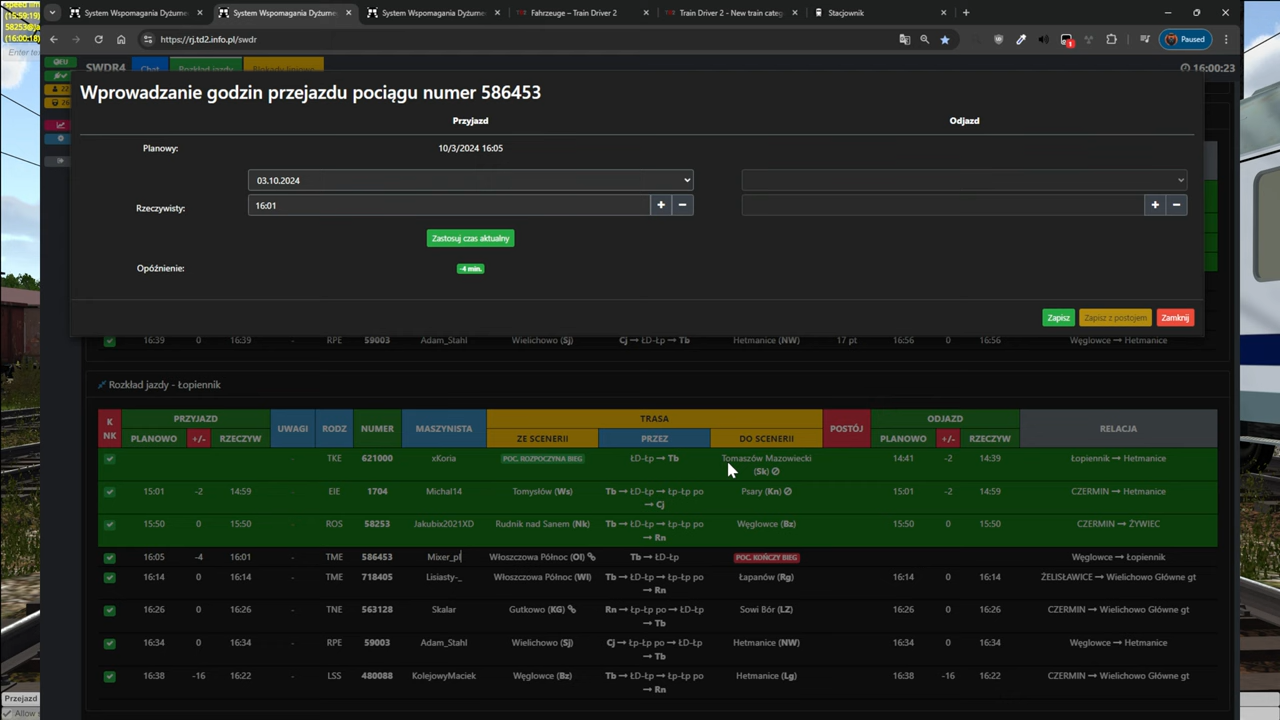 System Wspomagania Dyżurne
System Wspomagania Dyżurne
System Wspomagania Dyżurne
Fahrzeuge – Train Driver 2
Train Driver 2 - New train categ
Stacjownik
(15:59:19)
58253@Ja
(16:00:18)
https://rj.td2.info.pl/swdr
Paused
SWDR4
Chat
Rozkład jazdy
Blokady liniowe
16:00:23
Wprowadzanie godzin przejazdu pociągu numer 586453
Przyjazd Odjazd
Planowy: 10/3/2024 16:05
03.10.2024
Rzeczywisty: 16:01 + − + −
Zastosuj czas aktualny
Opóźnienie: -4 min.
Zapisz Zapisz z postojem Zamknij
16:39 0 16:39 - RPE 59003 Adam_Stahl Wielichowo (Sj) Cj → ŁD-Łp → Tb Hetmanice (NW) 17 pt 16:56 0 16:56 Węglowce → Hetmanice
Rozkład jazdy - Łopiennik
K NK PRZYJAZD UWAGI RODZ NUMER MASZYNISTA TRASA POSTÓJ ODJAZD RELACJA
PLANOWO +/- RZECZYW ZE SCENERII PRZEZ DO SCENERII PLANOWO +/- RZECZYW
- TKE 621000 xKoria POC. ROZPOCZYNA BIEG ŁD-Łp → Tb Tomaszów Mazowiecki (Sk) 14:41 -2 14:39 Łopiennik → Hetmanice
15:01 -2 14:59 - EIE 1704 Michal14 Tomysłów (Ws) Tb → ŁD-Łp → Łp-Łp po → Cj Psary (Kn) 15:01 -2 14:59 CZERMIN → Hetmanice
15:50 0 15:50 - ROS 58253 Jakubix2021XD Rudnik nad Sanem (Nk) Tb → ŁD-Łp → Łp-Łp po → Rn Węglowce (Bz) 15:50 0 15:50 CZERMIN → ŻYWIEC
16:05 -4 16:01 - TME 586453 Mixer_pl Włoszczowa Północ (Ol) Tb → ŁD-Łp POC. KOŃCZY BIEG Węglowce → Łopiennik
16:14 0 16:14 - TME 718405 Lisiasty-_ Włoszczowa Północ (Wl) Tb → ŁD-Łp → Łp-Łp po → Rn Łapanów (Rg) 16:14 0 16:14 ŻELISŁAWICE → Wielichowo Główne gt
16:26 0 16:26 - TNE 563128 Skalar Gutkowo (KG) Rn → Łp-Łp po → ŁD-Łp → Tb Sowi Bór (LZ) 16:26 0 16:26 CZERMIN → Wielichowo Główne gt
16:34 0 16:34 - RPE 59003 Adam_Stahl Wielichowo (Sj) Cj → Łp-Łp po → ŁD-Łp → Tb Hetmanice (NW) 16:34 0 16:34 Węglowce → Hetmanice
16:38 -16 16:22 - LSS 480088 KolejowyMaciek Węglowce (Bz) Tb → ŁD-Łp → Łp-Łp po → Rn Hetmanice (Lg) 16:38 -16 16:22 CZERMIN → Wielichowo Główne gt
Przejazd